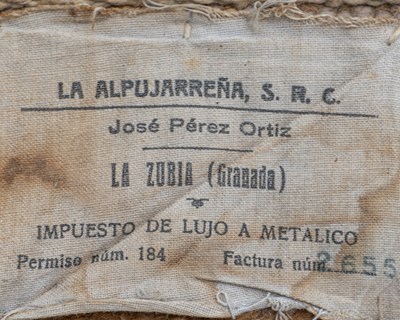 LA ALPUJARREÑA, S. R. C.
José Pérez Ortiz
LA ZUBIA (Granada)
IMPUESTO DE LUJO A METALICO
Permiso núm. 184 Factura núm. 2655